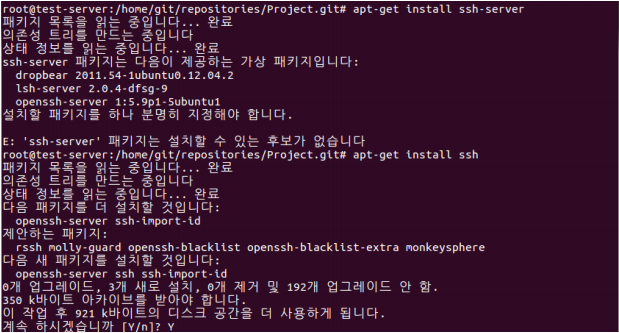 root@test-server:/home/git/repositories/Project.git# apt-get install ssh-server
패키지 목록을 읽는 중입니다... 완료
의존성 트리를 만드는 중입니다
상태 정보를 읽는 중입니다... 완료
ssh-server 패키지는 다음이 제공하는 가상 패키지입니다:
  dropbear 2011.54-1ubuntu0.12.04.2
  lsh-server 2.0.4-dfsg-9
  openssh-server 1:5.9p1-5ubuntu1
설치할 패키지를 하나 분명히 지정해야 합니다.
E: 'ssh-server' 패키지는 설치할 수 있는 후보가 없습니다
root@test-server:/home/git/repositories/Project.git# apt-get install ssh
패키지 목록을 읽는 중입니다... 완료
의존성 트리를 만드는 중입니다
상태 정보를 읽는 중입니다... 완료
다음 패키지를 더 설치할 것입니다:
  openssh-server ssh-import-id
제안하는 패키지:
  rssh molly-guard openssh-blacklist openssh-blacklist-extra monkeysphere
다음 새 패키지를 설치할 것입니다:
  openssh-server ssh ssh-import-id
0개 업그레이드, 3개 새로 설치, 0개 제거 및 192개 업그레이드 안 함.
350 k바이트 아카이브를 받아야 합니다.
이 작업 후 921 k바이트의 디스크 공간을 더 사용하게 됩니다.
계속 하시겠습니까 [Y/n]? Y